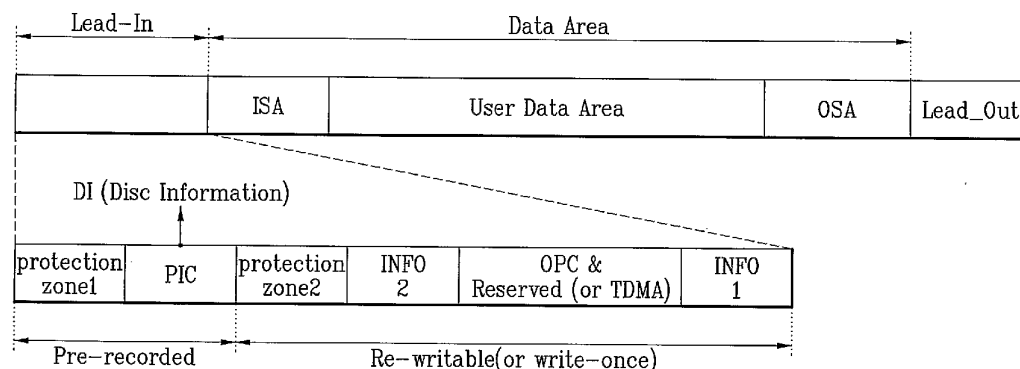 Lead-In
Data Area
ISA
User Data Area
OSA
Lead_Out
DI (Disc Information)
protection
zone1
PIC
protection
zone2
INFO
2
OPC &
Reserved (or TDMA)
INFO
1
Pre-recorded
Re-writable(or write-once)